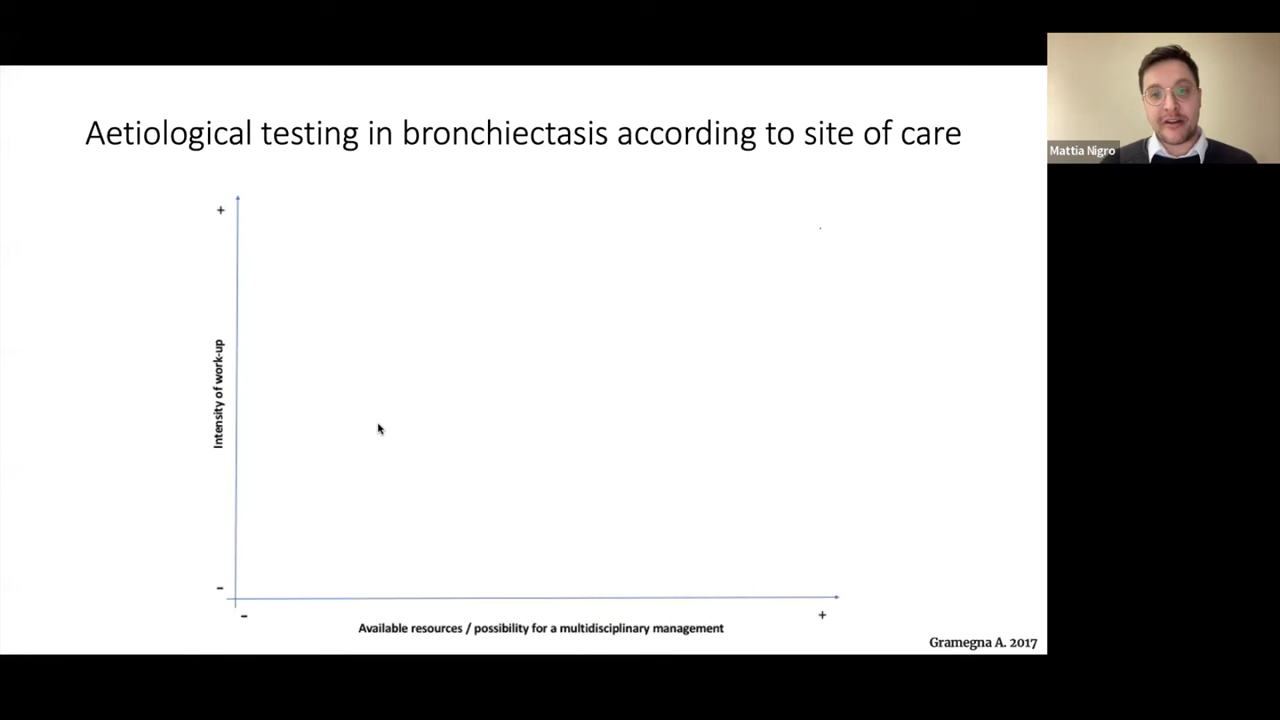 Aetiological testing in bronchiectasis according to site of care
Mattia Nigro
+
Intensity of work-up
-
-
+
Available resources / possibility for a multidisciplinary management
Gramegna A. 2017